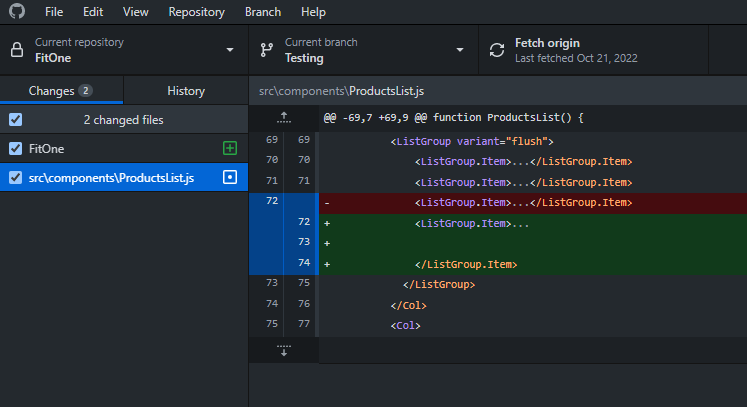 File Edit View Repository Branch Help
Current repository
FitOne
Current branch
Testing
Fetch origin
Last fetched Oct 21, 2022
Changes 2 History
src\components\ProductsList.js
2 changed files
FitOne
src\components\ProductsList.js
@@ -69,7 +69,9 @@ function ProductsList() {
69 69 <ListGroup variant="flush">
70 70 <ListGroup.Item>...</ListGroup.Item>
71 71 <ListGroup.Item>...</ListGroup.Item>
72 - <ListGroup.Item>...</ListGroup.Item>
72 + <ListGroup.Item>...
73 +
74 + </ListGroup.Item>
73 75 </ListGroup>
74 76 </Col>
75 77 <Col>